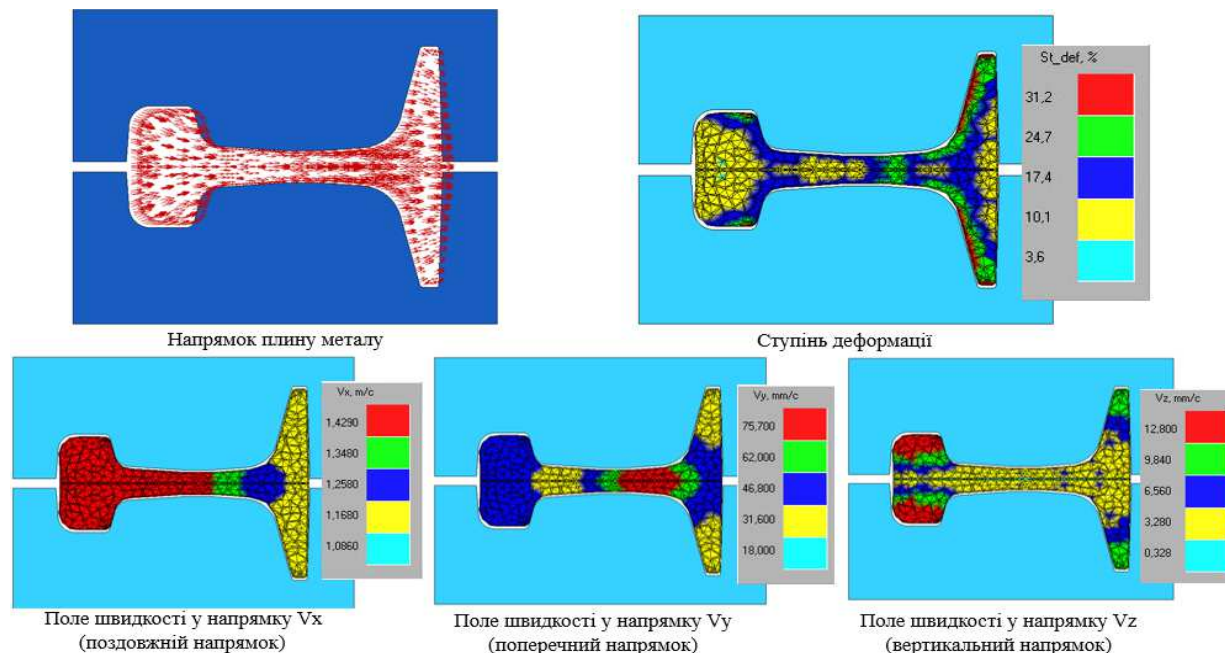 St_def, %
31,2
24,7
17,4
10,1
3,6
Напрямок плину металу
Ступінь деформації
Vx, m/c
1,4290
1,3480
1,2580
1,1680
1,0860
Vy, mm/c
75,700
62,000
46,800
31,600
18,000
Vz, mm/c
12,800
9,840
6,560
3,280
0,328
Поле швидкості у напрямку Vx
(поздовжній напрямок)
Поле швидкості у напрямку Vy
(поперечний напрямок)
Поле швидкості у напрямку Vz
(вертикальний напрямок)